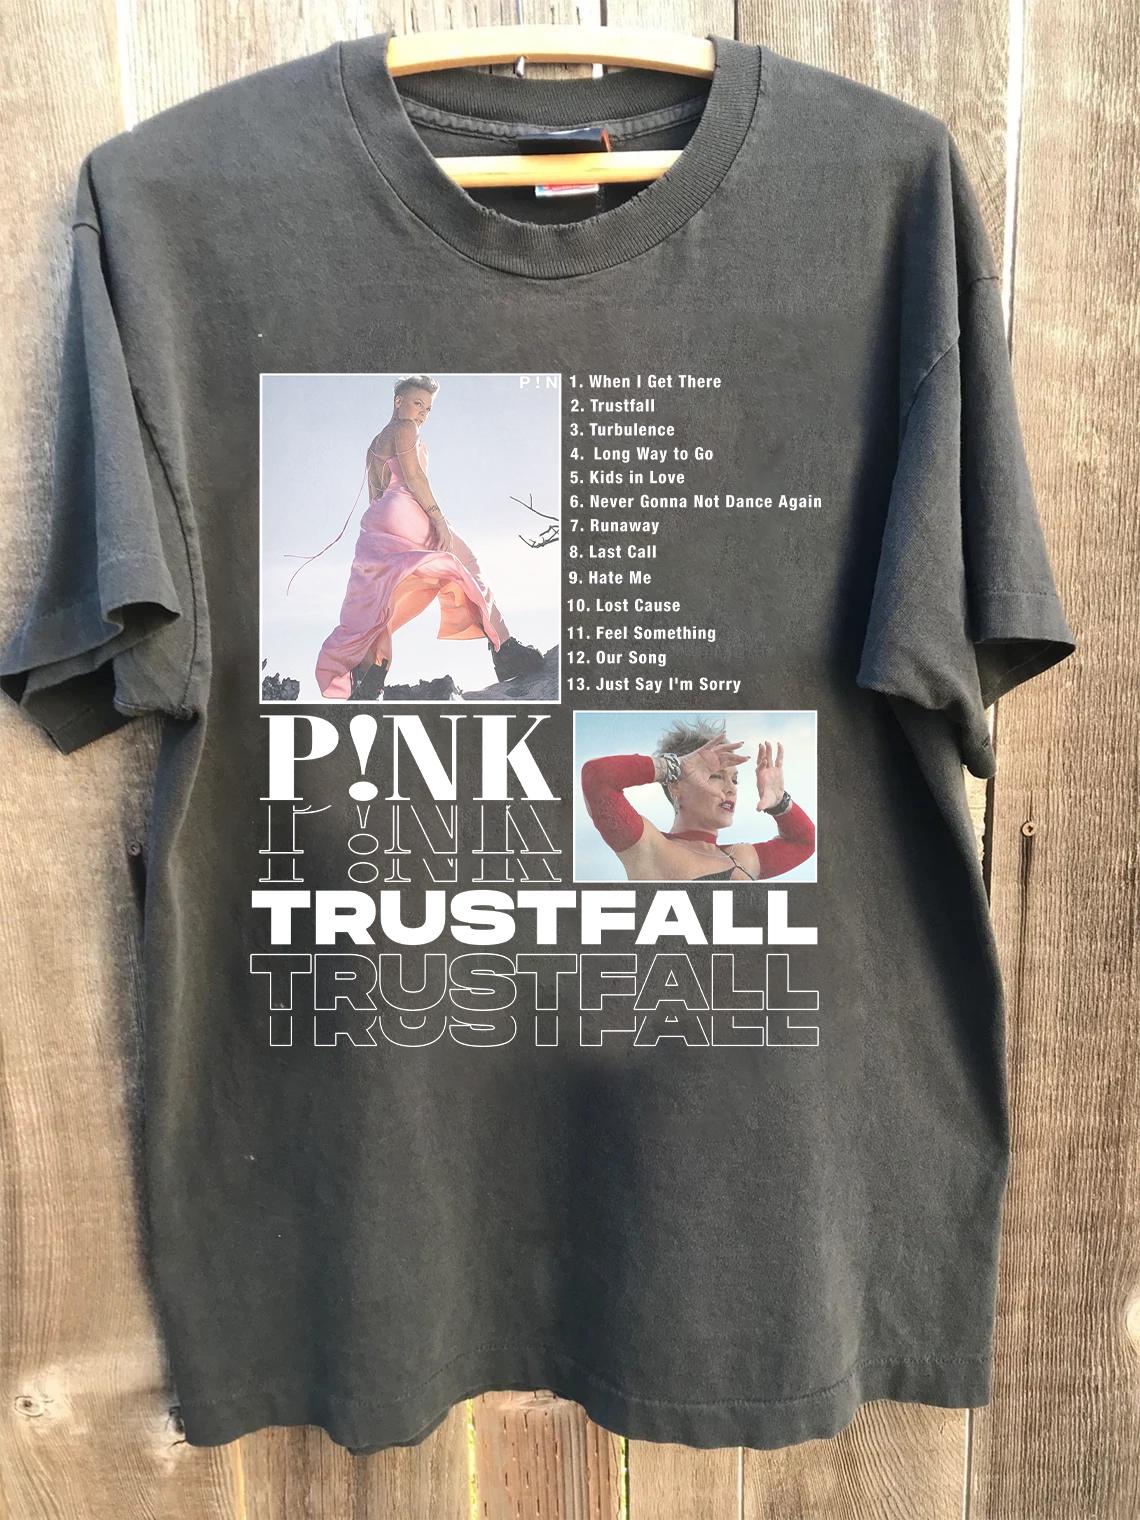 P!N
1. When I Get There
2. Trustfall
3. Turbulence
4. Long Way to Go
5. Kids in Love
6. Never Gonna Not Dance Again
7. Runaway
8. Last Call
9. Hate Me
10. Lost Cause
11. Feel Something
12. Our Song
13. Just Say I'm Sorry
P!NK
P!NK
P!NK
TRUSTFALL
TRUSTFALL
TRUSTFALL